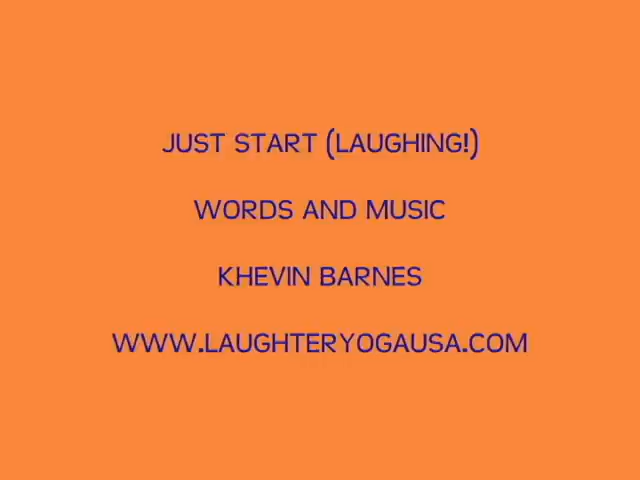 JUST START (LAUGHING!)
WORDS AND MUSIC
KHEVIN BARNES
WWW.LAUGHTERYOGAUSA.COM